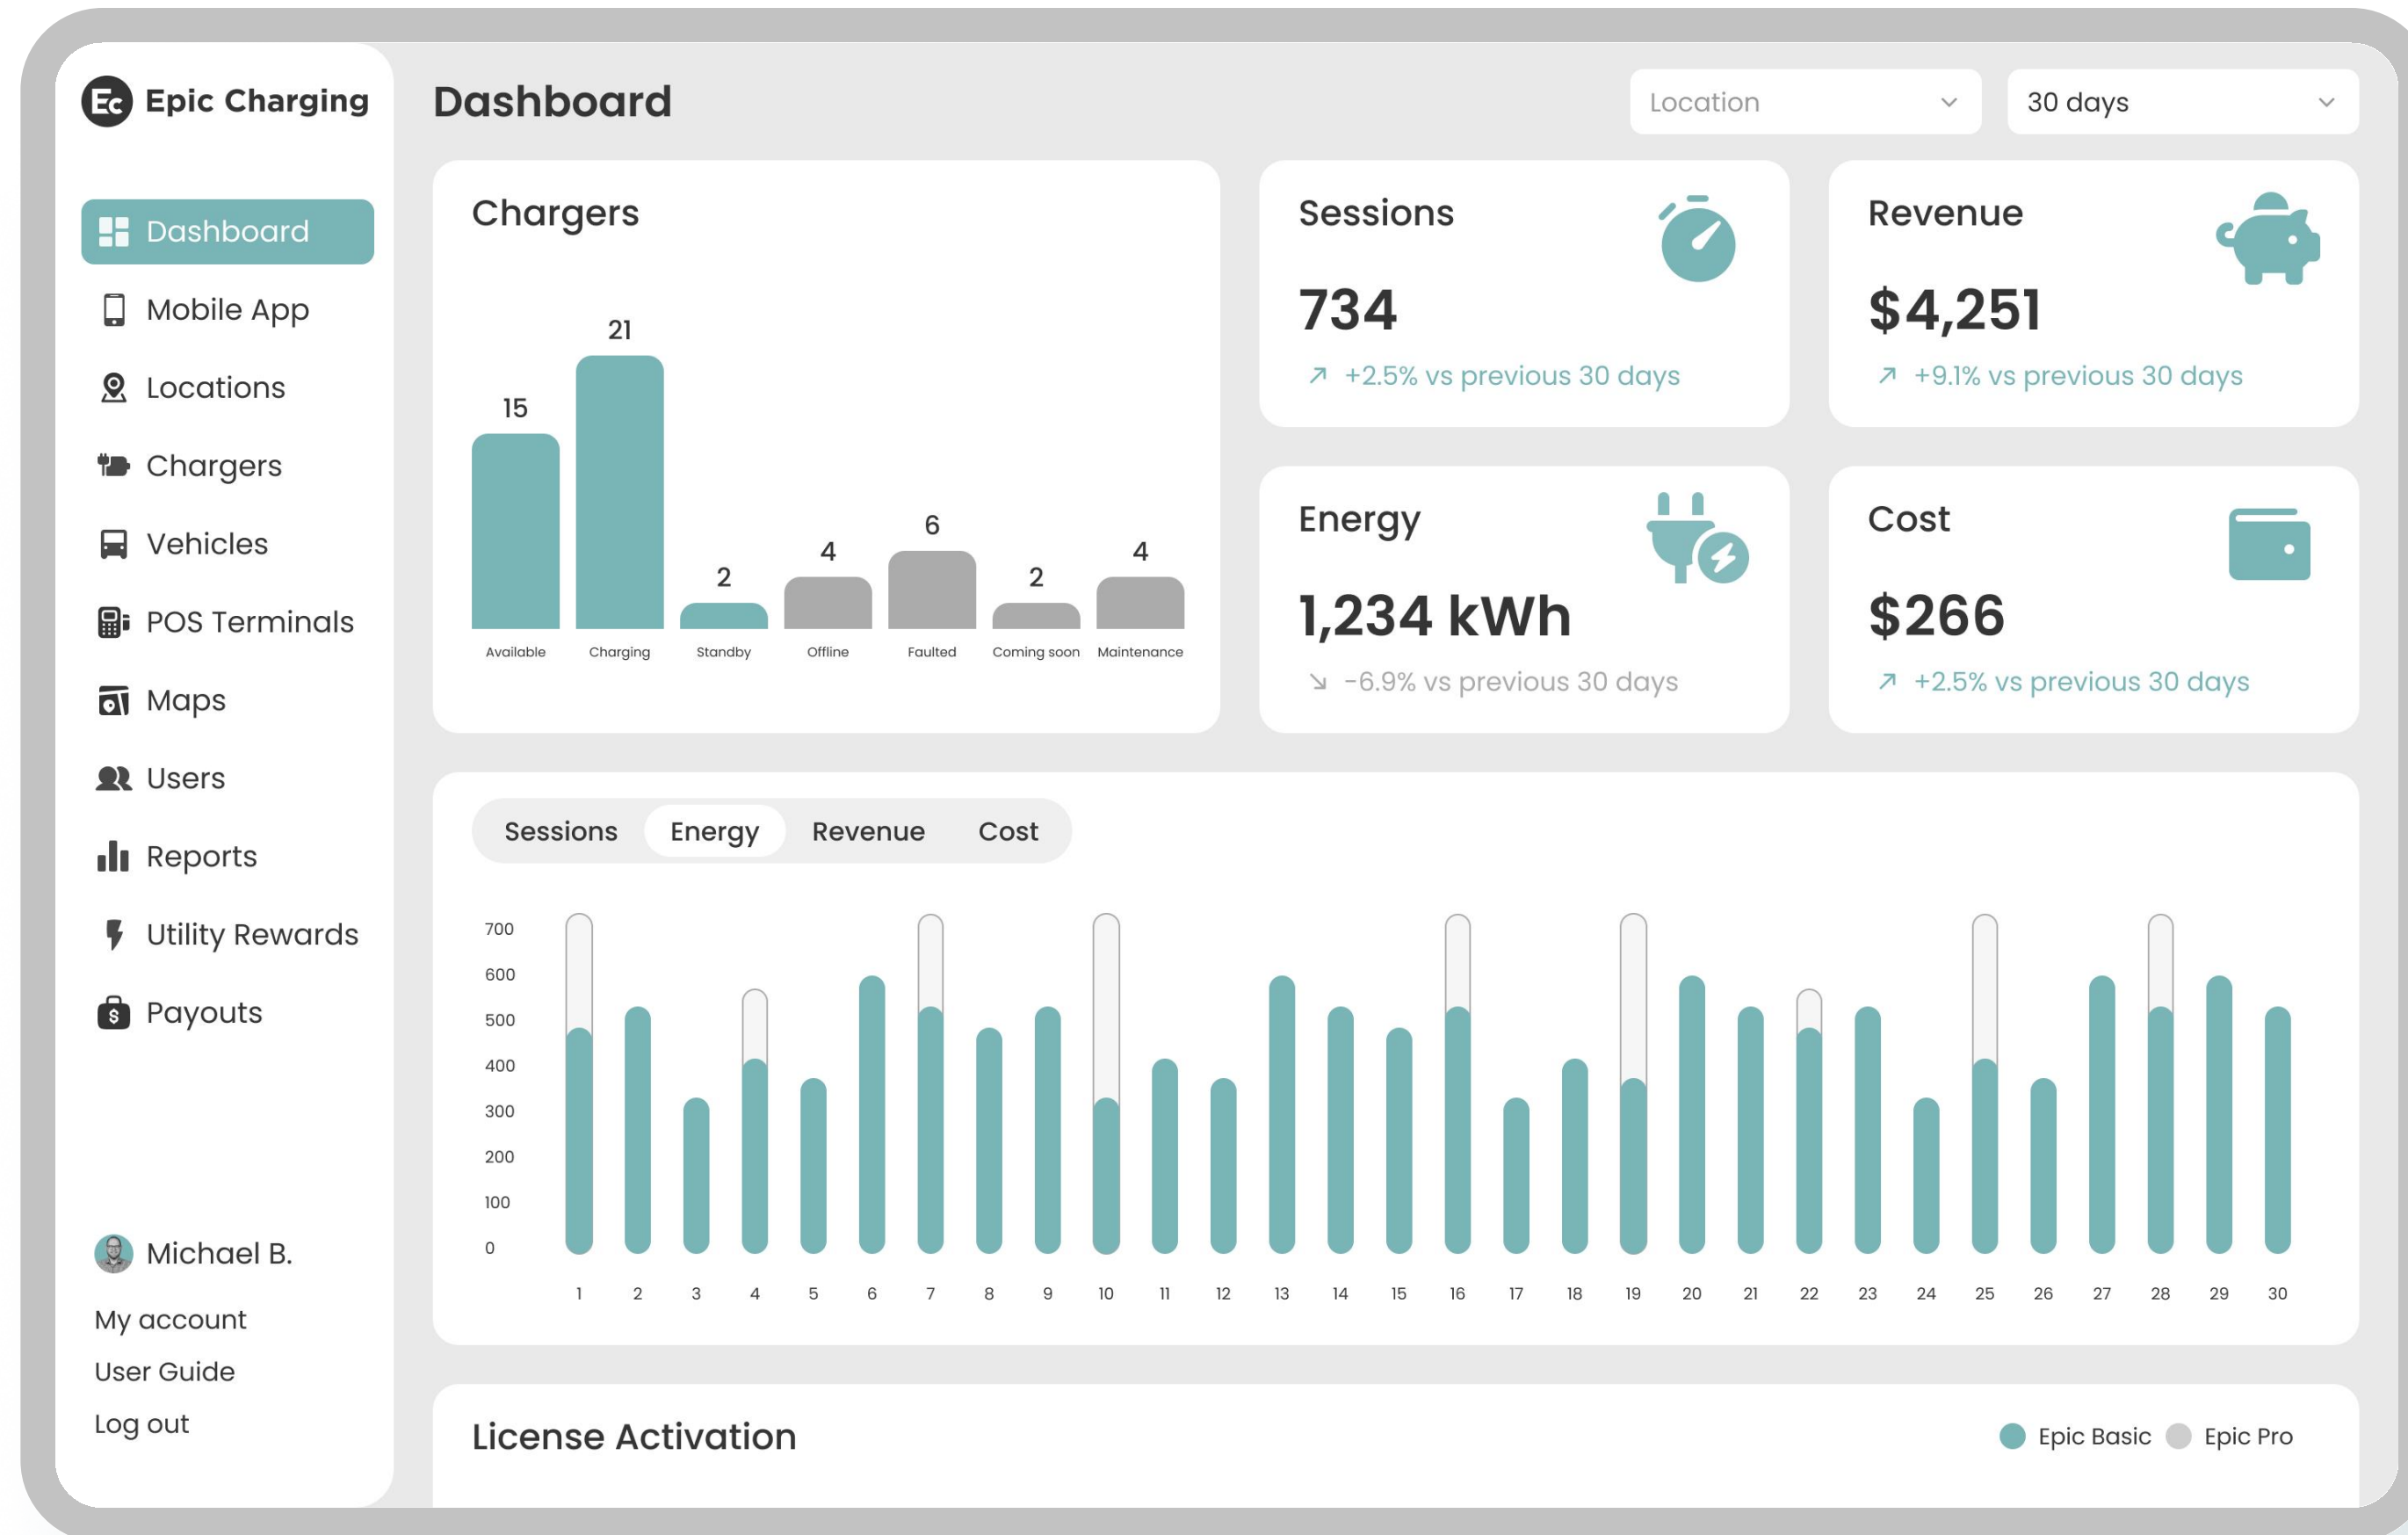 Ec Epic Charging
Dashboard
Mobile App
Locations
Chargers
Vehicles
POS Terminals
Maps
Users
Reports
Utility Rewards
Payouts
Michael B.
My account
User Guide
Log out
Dashboard
Location
30 days
Chargers
15 21 2 4 6 2 4
Available Charging Standby Offline Faulted Coming soon Maintenance
Sessions
734
+2.5% vs previous 30 days
Revenue
$4,251
+9.1% vs previous 30 days
Energy
1,234 kWh
-6.9% vs previous 30 days
Cost
$266
+2.5% vs previous 30 days
Sessions Energy Revenue Cost
700
600
500
400
300
200
100
0
1 2 3 4 5 6 7 8 9 10 11 12 13 14 15 16 17 18 19 20 21 22 23 24 25 26 27 28 29 30
License Activation
Epic Basic Epic Pro